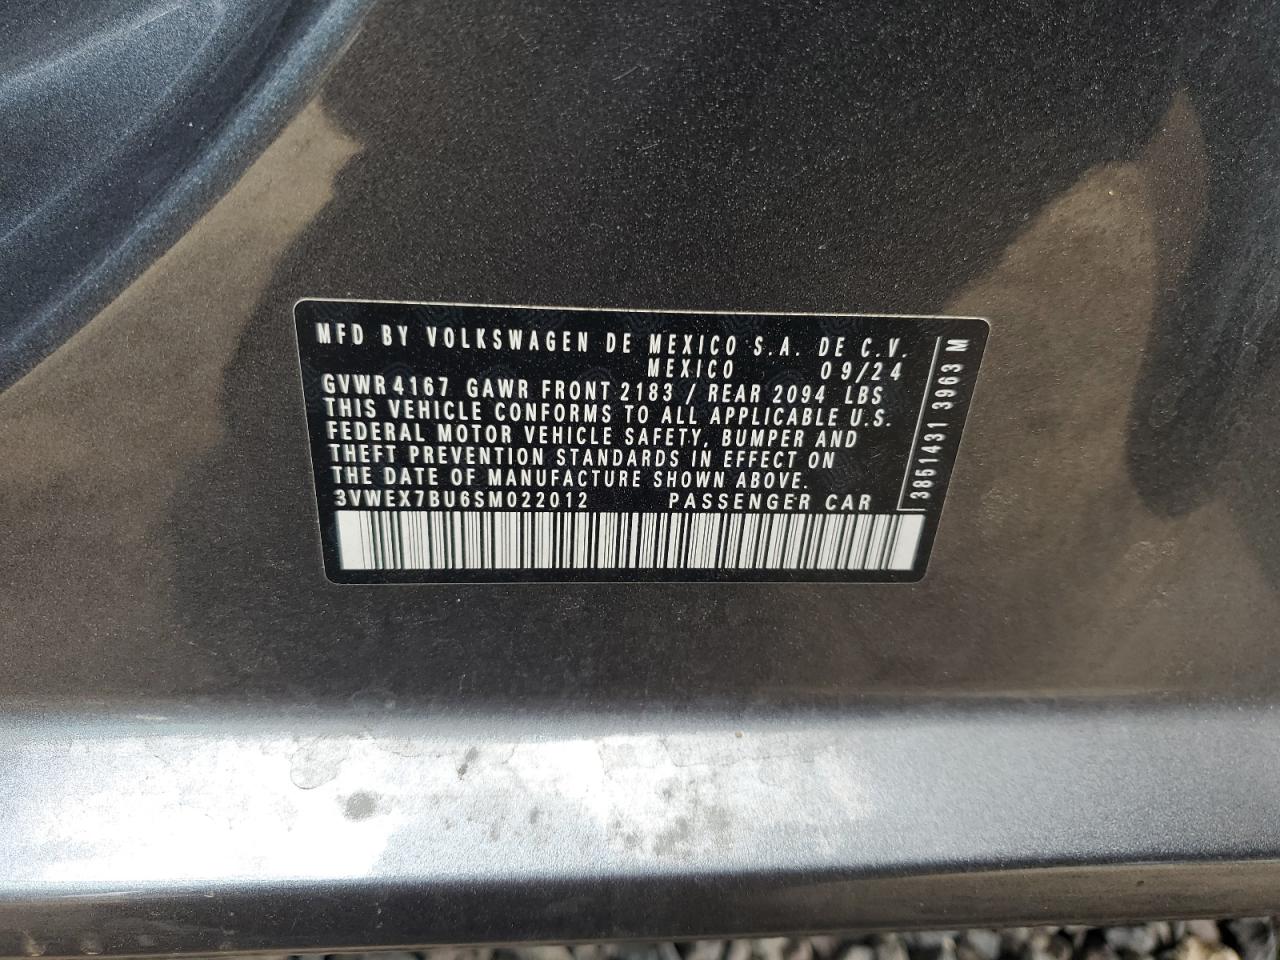 MFD BY VOLKSWAGEN DE MEXICO S.A. DE C.V.
MEXICO 09/24
GVWR 4167 GAWR FRONT 2183 / REAR 2094 LBS
THIS VEHICLE CONFORMS TO ALL APPLICABLE U.S.
FEDERAL MOTOR VEHICLE SAFETY, BUMPER AND
THEFT PREVENTION STANDARDS IN EFFECT ON
THE DATE OF MANUFACTURE SHOWN ABOVE.
3VWEX7BU6SM022012 PASSENGER CAR
3851431 3963 M